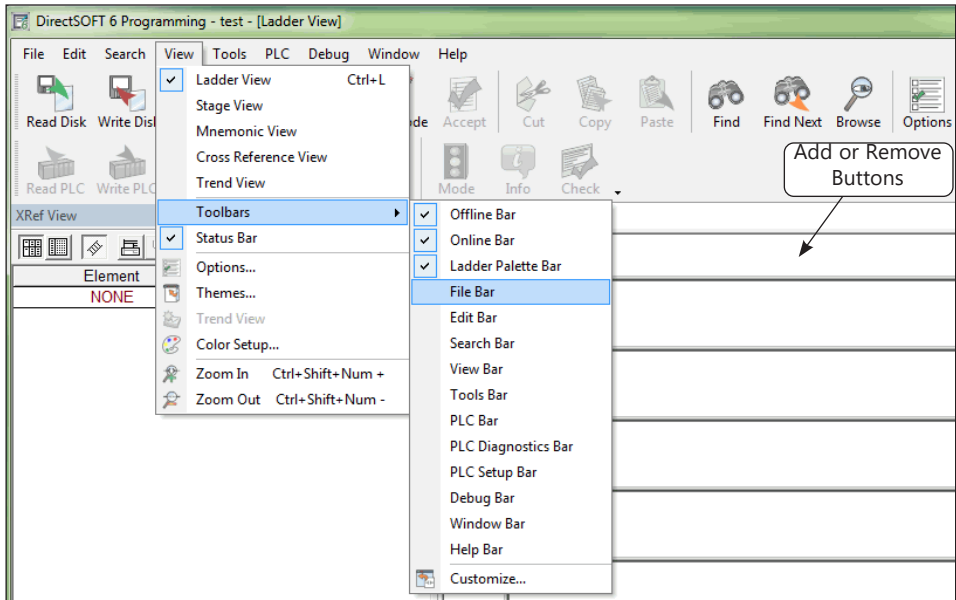 DirectSOFT 6 Programming - test - [Ladder View]
File Edit Search View Tools PLC Debug Window Help
Read Disk
Accept Cut Copy Paste Find Find Next Browse Options
Read PLC
Mode Info Check
Add or Remove
Buttons
XRef View
Element
NONE
Ladder View Ctrl+L
Stage View
Mnemonic View
Cross Reference View
Trend View
Toolbars
Status Bar
Options...
Themes...
Trend View
Color Setup...
Zoom In Ctrl+Shift+Num +
Zoom Out Ctrl+Shift+Num -
Offline Bar
Online Bar
Ladder Palette Bar
File Bar
Edit Bar
Search Bar
View Bar
Tools Bar
PLC Bar
PLC Diagnostics Bar
PLC Setup Bar
Debug Bar
Window Bar
Help Bar
Customize...